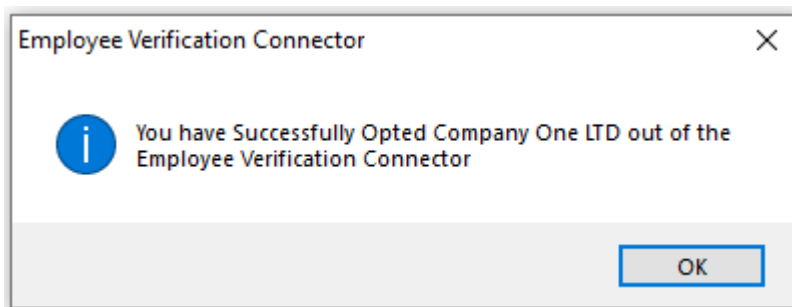 Employee Verification Connector
You have Successfully Opted Company One LTD out of the
Employee Verification Connector
OK